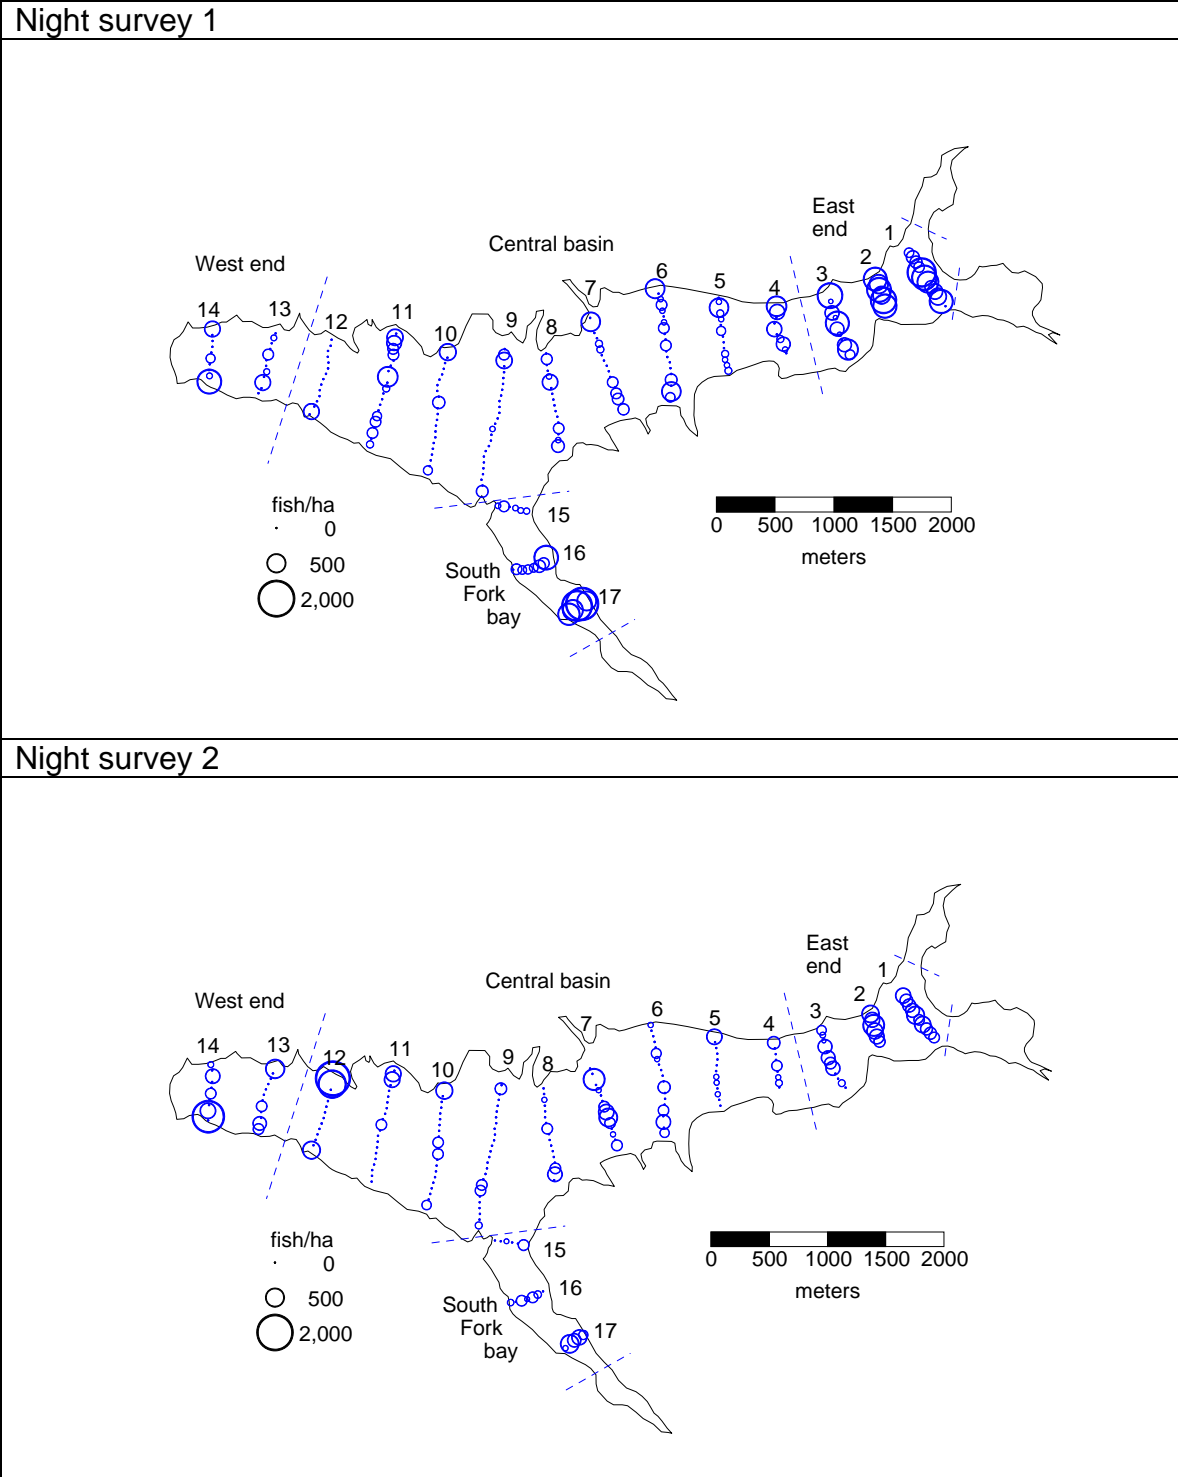 Night survey 1
East
end
1
Central basin
2
West end
6
3
7
5
4
14
13
12
11
10
9
8
fish/ha
0
500
2,000
15
16
South
Fork
bay
17
0 500 1000 1500 2000
meters
Night survey 2
East
end
1
Central basin
2
West end
6
3
7
5
4
14
13
12
11
10
9
8
fish/ha
0
500
2,000
15
16
South
Fork
bay
17
0 500 1000 1500 2000
meters